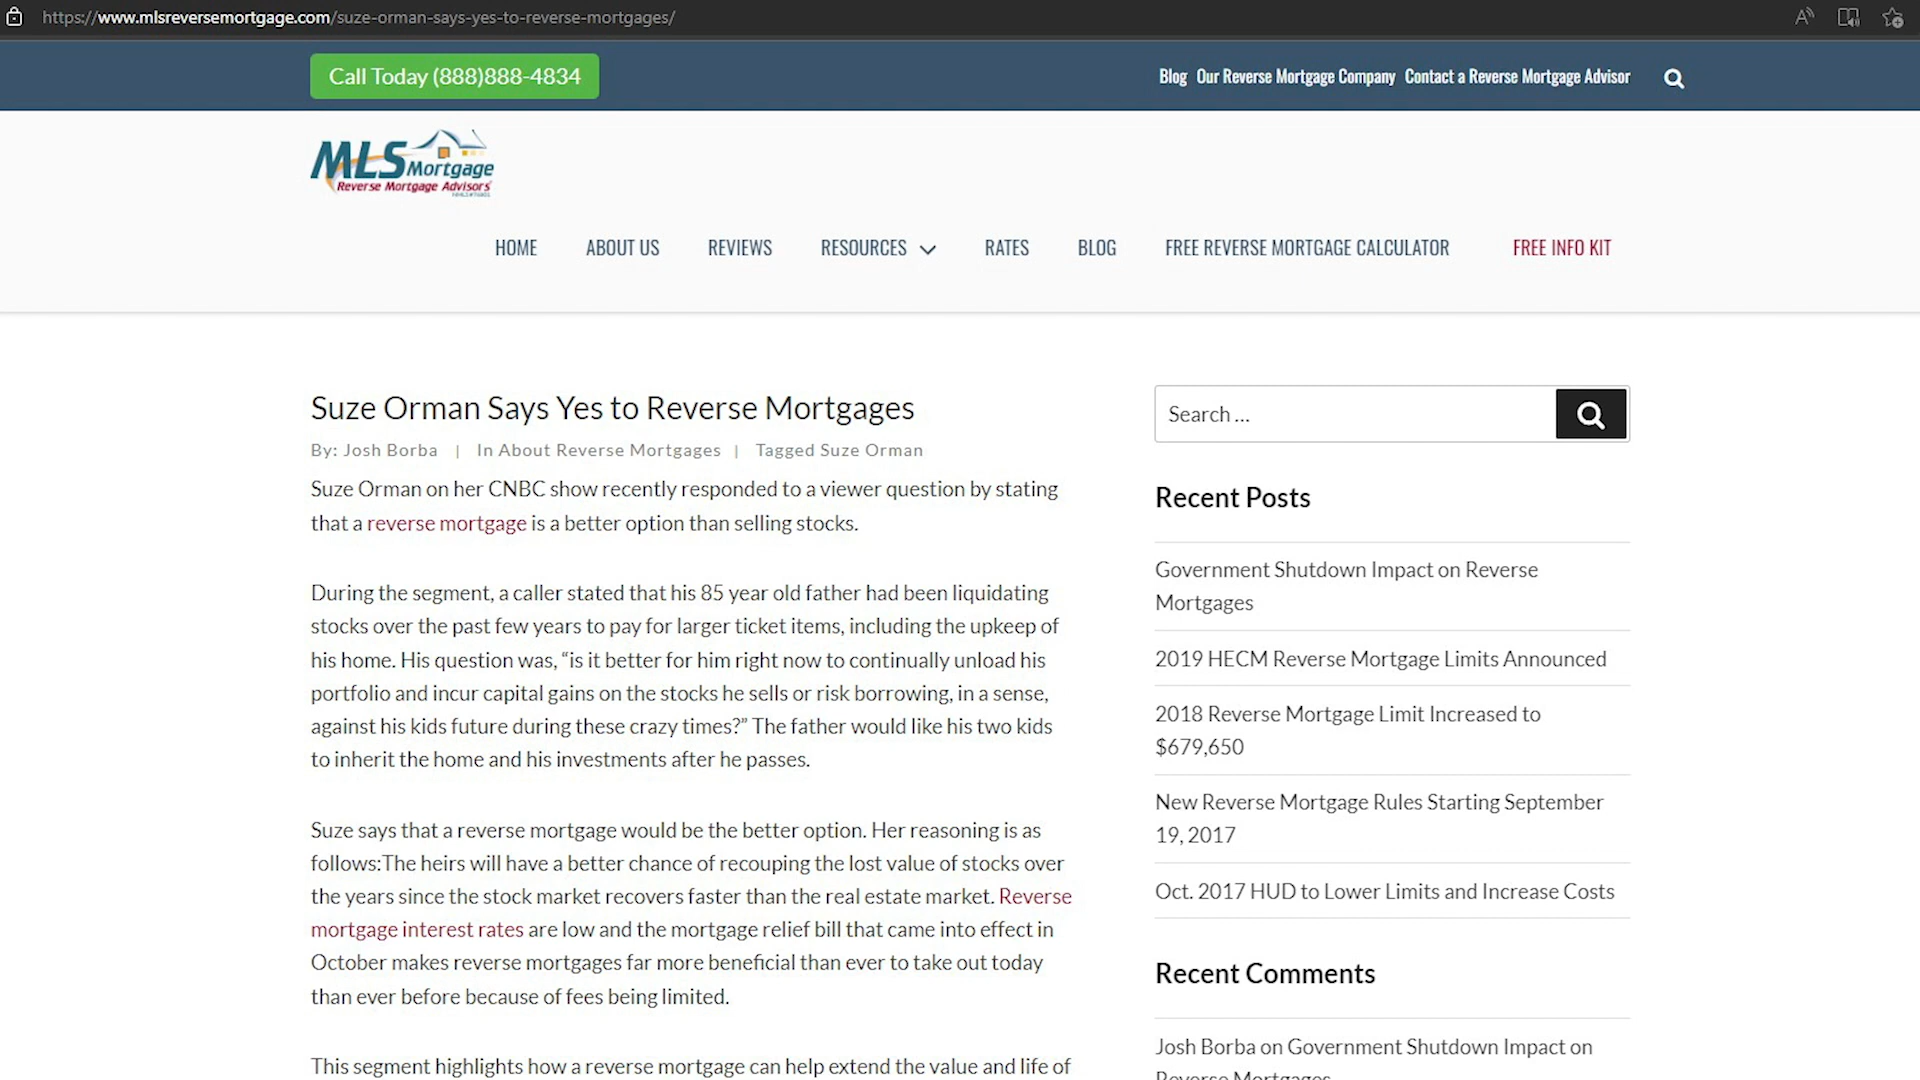 https://www.mlsreversemortgage.com/suze-orman-says-yes-to-reverse-mortgages/
Call Today (888)888-4834
Blog Our Reverse Mortgage Company Contact a Reverse Mortgage Advisor
MLS Mortgage
Reverse Mortgage Advisors
HOME ABOUT US REVIEWS RESOURCES RATES BLOG FREE REVERSE MORTGAGE CALCULATOR FREE INFO KIT
Suze Orman Says Yes to Reverse Mortgages
By: Josh Borba | In About Reverse Mortgages | Tagged Suze Orman
Suze Orman on her CNBC show recently responded to a viewer question by stating
that a reverse mortgage is a better option than selling stocks.
During the segment, a caller stated that his 85 year old father had been liquidating
stocks over the past few years to pay for larger ticket items, including the upkeep of
his home. His question was, “is it better for him right now to continually unload his
portfolio and incur capital gains on the stocks he sells or risk borrowing, in a sense,
against his kids future during these crazy times?” The father would like his two kids
to inherit the home and his investments after he passes.
Suze says that a reverse mortgage would be the better option. Her reasoning is as
follows:The heirs will have a better chance of recouping the lost value of stocks over
the years since the stock market recovers faster than the real estate market. Reverse
mortgage interest rates are low and the mortgage relief bill that came into effect in
October makes reverse mortgages far more beneficial than ever to take out today
than ever before because of fees being limited.
This segment highlights how a reverse mortgage can help extend the value and life of
Search ...
Recent Posts
Government Shutdown Impact on Reverse
Mortgages
2019 HECM Reverse Mortgage Limits Announced
2018 Reverse Mortgage Limit Increased to
$679,650
New Reverse Mortgage Rules Starting September
19, 2017
Oct. 2017 HUD to Lower Limits and Increase Costs
Recent Comments
Josh Borba on Government Shutdown Impact on
Reverse Mortgages